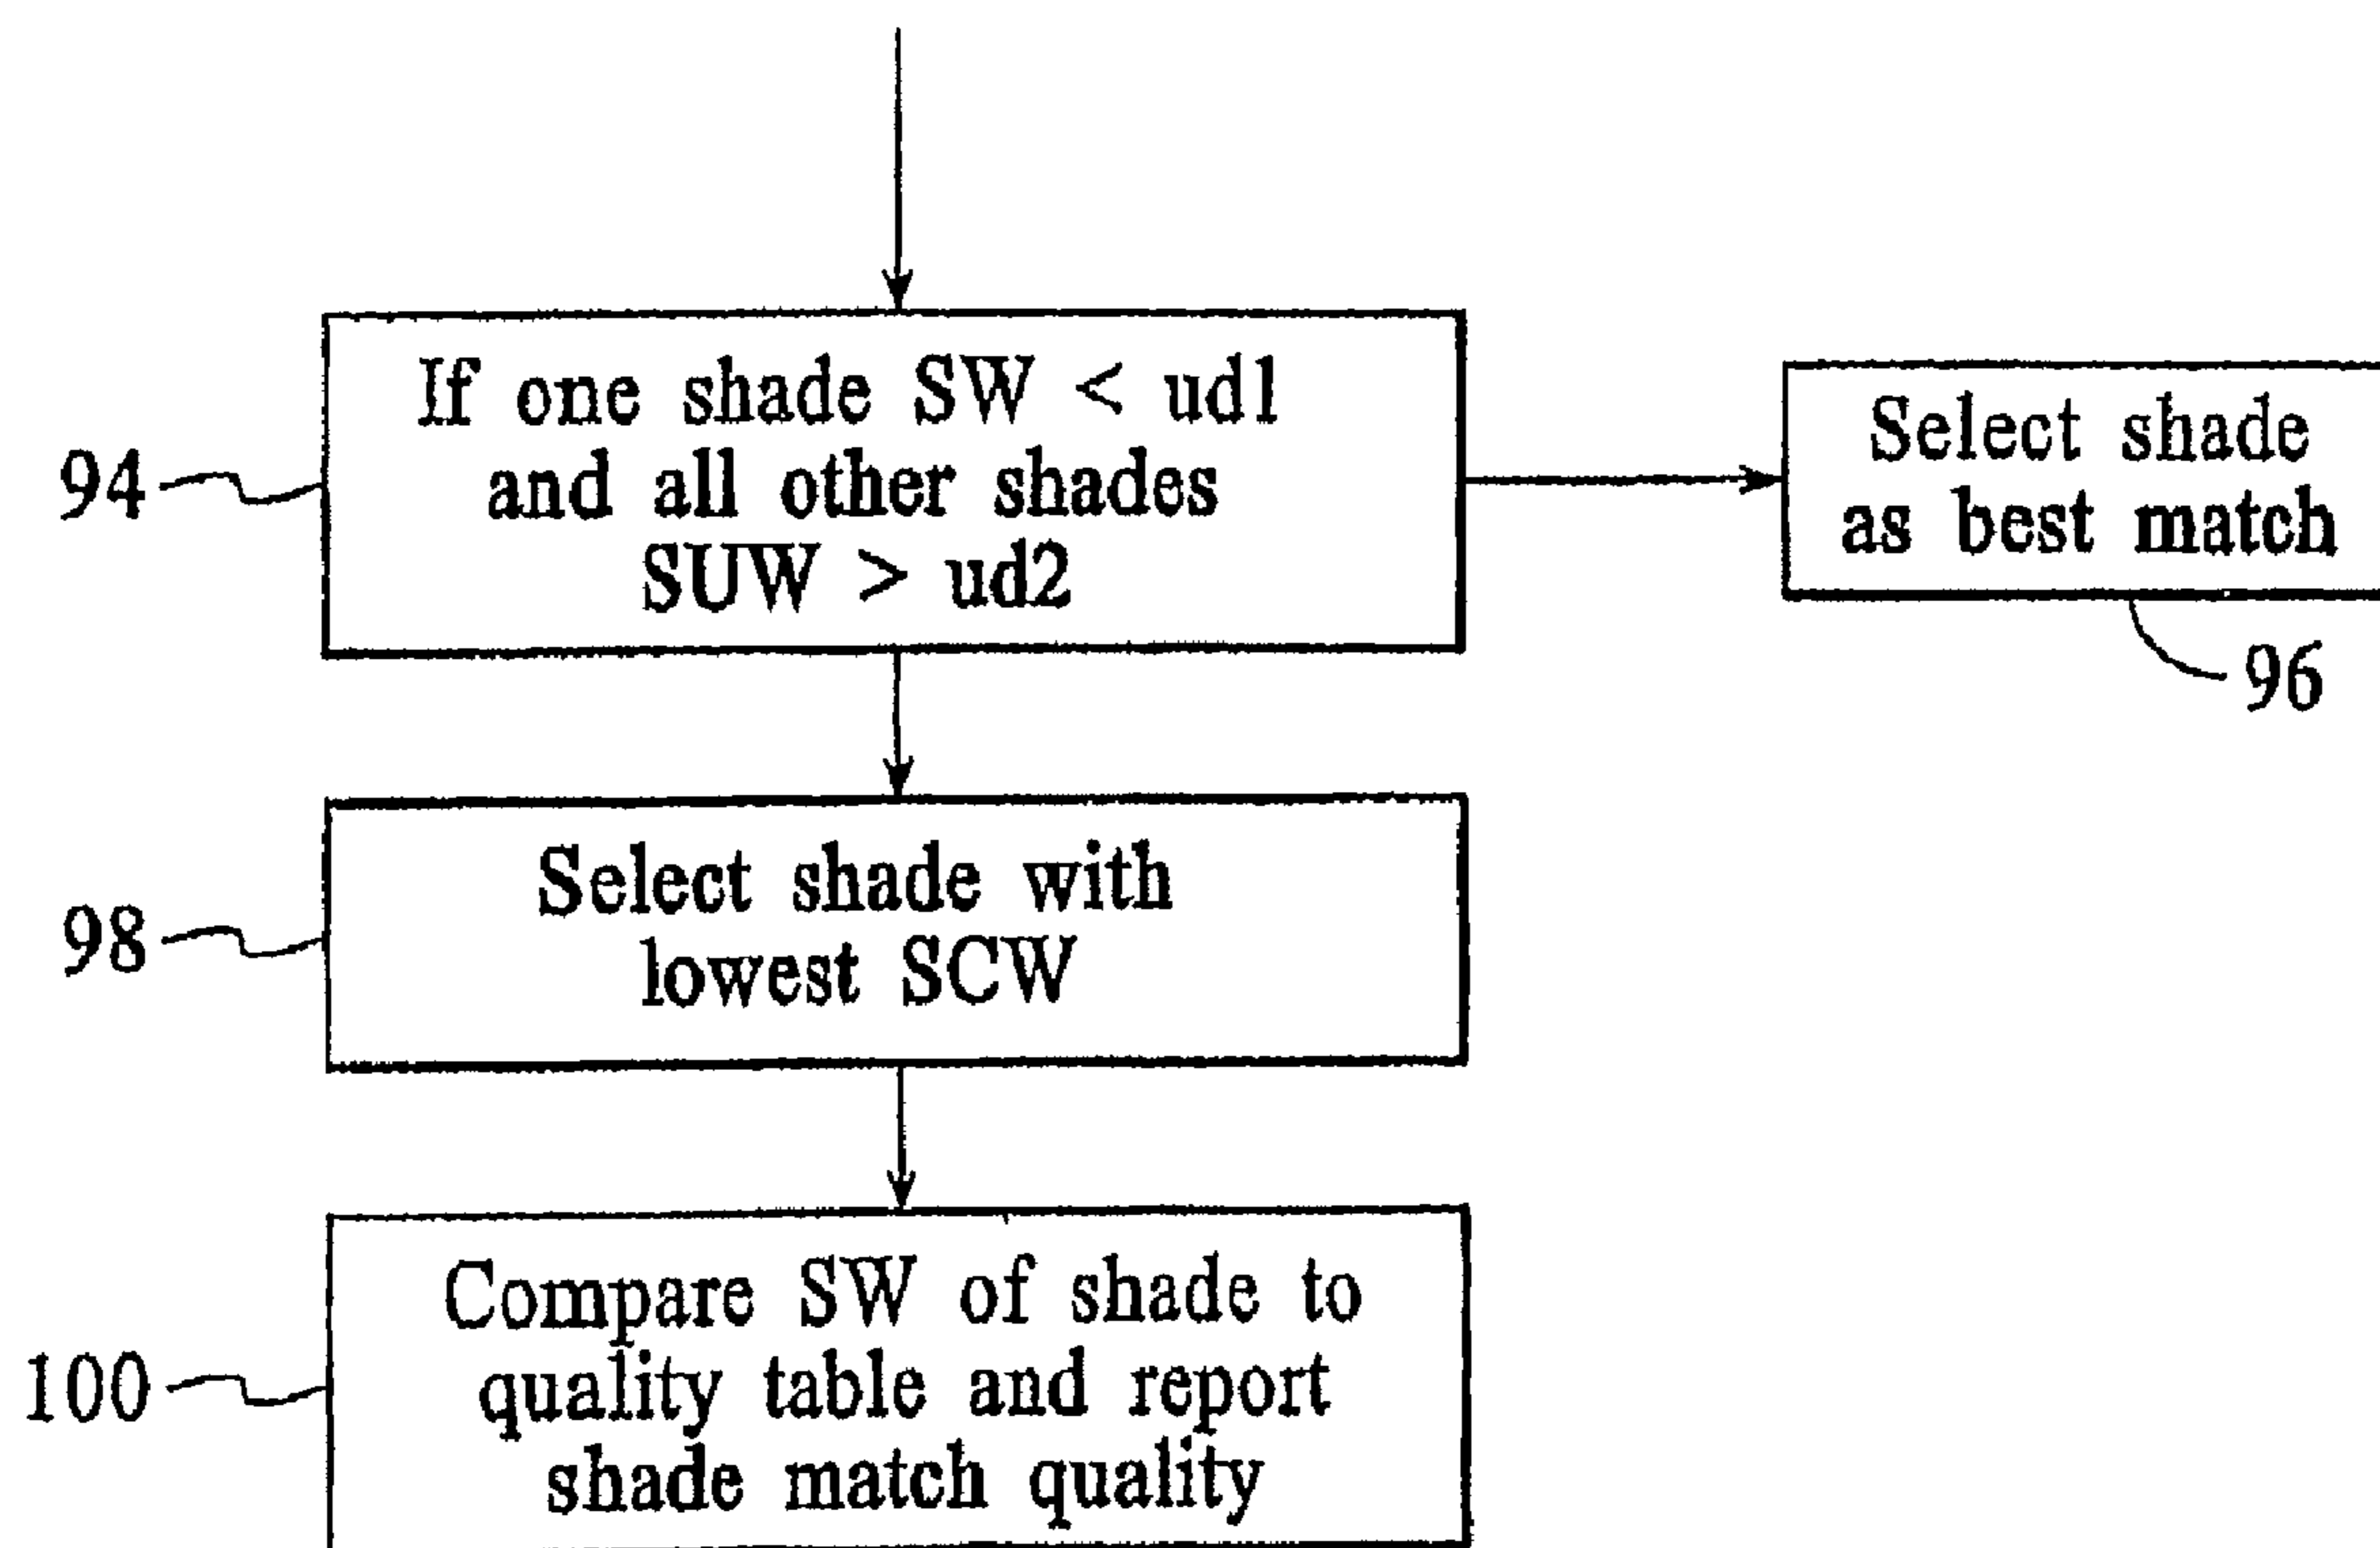 If one shade SW < ud1
and all other shades
SUW > ud2
94
Select shade
as best match
96
Select shade with
lowest SCW
98
Compare SW of shade to
quality table and report
shade match quality
100